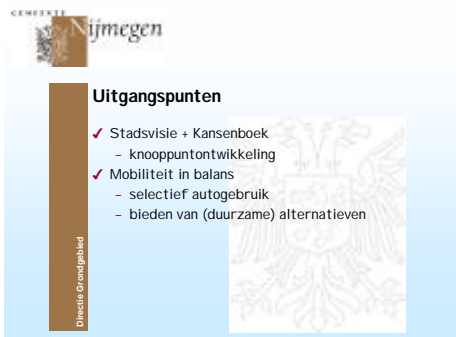 GEMEENTE
Nijmegen
Uitgangspunten
✓ Stadsvisie + Kansenboek
– knooppuntontwikkeling
✓ Mobiliteit in balans
– selectief autogebruik
– bieden van (duurzame) alternatieven
Directie Grondgebied